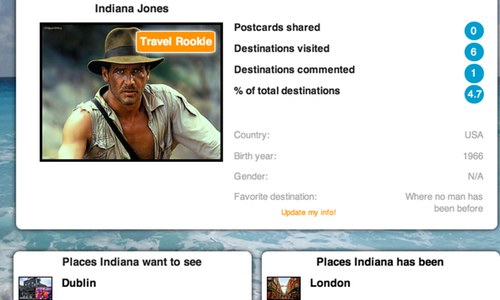 Indiana Jones
Travel Rookie
Postcards shared 0
Destinations visited 6
Destinations commented 1
% of total destinations 4.7
Country: USA
Birth year: 1966
Gender: N/A
Favorite destination: Where no man has
been before
Update my info!
Places Indiana want to see
Dublin
Places Indiana has been
London